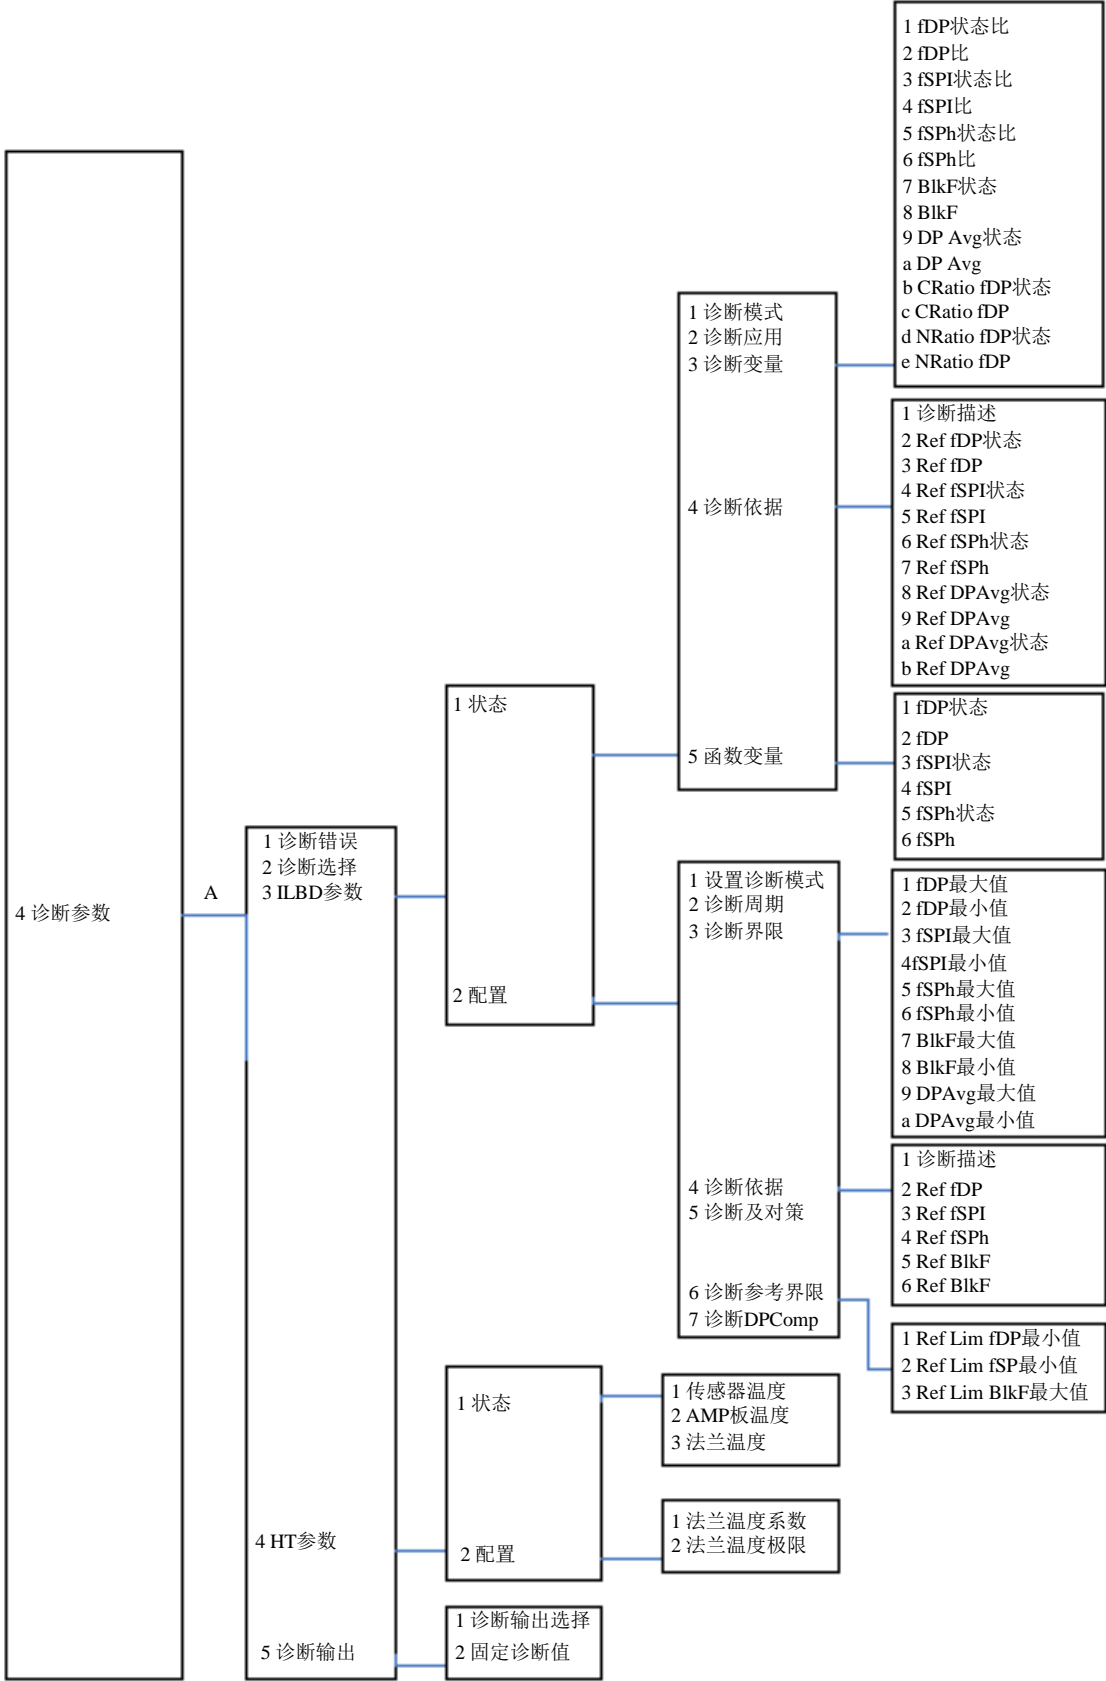 4 诊断参数
A
1 诊断错误
2 诊断选择
3 ILBD参数
4 HT参数
5 诊断输出
1 状态
2 配置
1 诊断模式
2 诊断应用
3 诊断变量
4 诊断依据
5 函数变量
1 fDP状态比
2 fDP比
3 fSPI状态比
4 fSPI比
5 fSPh状态比
6 fSPh比
7 BlkF状态
8 BlkF
9 DP Avg状态
a DP Avg
b CRatio fDP状态
c CRatio fDP
d NRatio fDP状态
e NRatio fDP
1 诊断描述
2 Ref fDP状态
3 Ref fDP
4 Ref fSPI状态
5 Ref fSPI
6 Ref fSPh状态
7 Ref fSPh
8 Ref DPAvg状态
9 Ref DPAvg
a Ref DPAvg状态
b Ref DPAvg
1 fDP状态
2 fDP
3 fSPI状态
4 fSPI
5 fSPh状态
6 fSPh
1 设置诊断模式
2 诊断周期
3 诊断界限
4 诊断依据
5 诊断及对策
6 诊断参考界限
7 诊断DPComp
1 fDP最大值
2 fDP最小值
3 fSPI最大值
4fSPI最小值
5 fSPh最大值
6 fSPh最小值
7 BlkF最大值
8 BlkF最小值
9 DPAvg最大值
a DPAvg最小值
1 诊断描述
2 Ref fDP
3 Ref fSPI
4 Ref fSPh
5 Ref BlkF
6 Ref BlkF
1 Ref Lim fDP最小值
2 Ref Lim fSP最小值
3 Ref Lim BlkF最大值
1 状态
2 配置
1 传感器温度
2 AMP板温度
3 法兰温度
1 法兰温度系数
2 法兰温度极限
1 诊断输出选择
2 固定诊断值